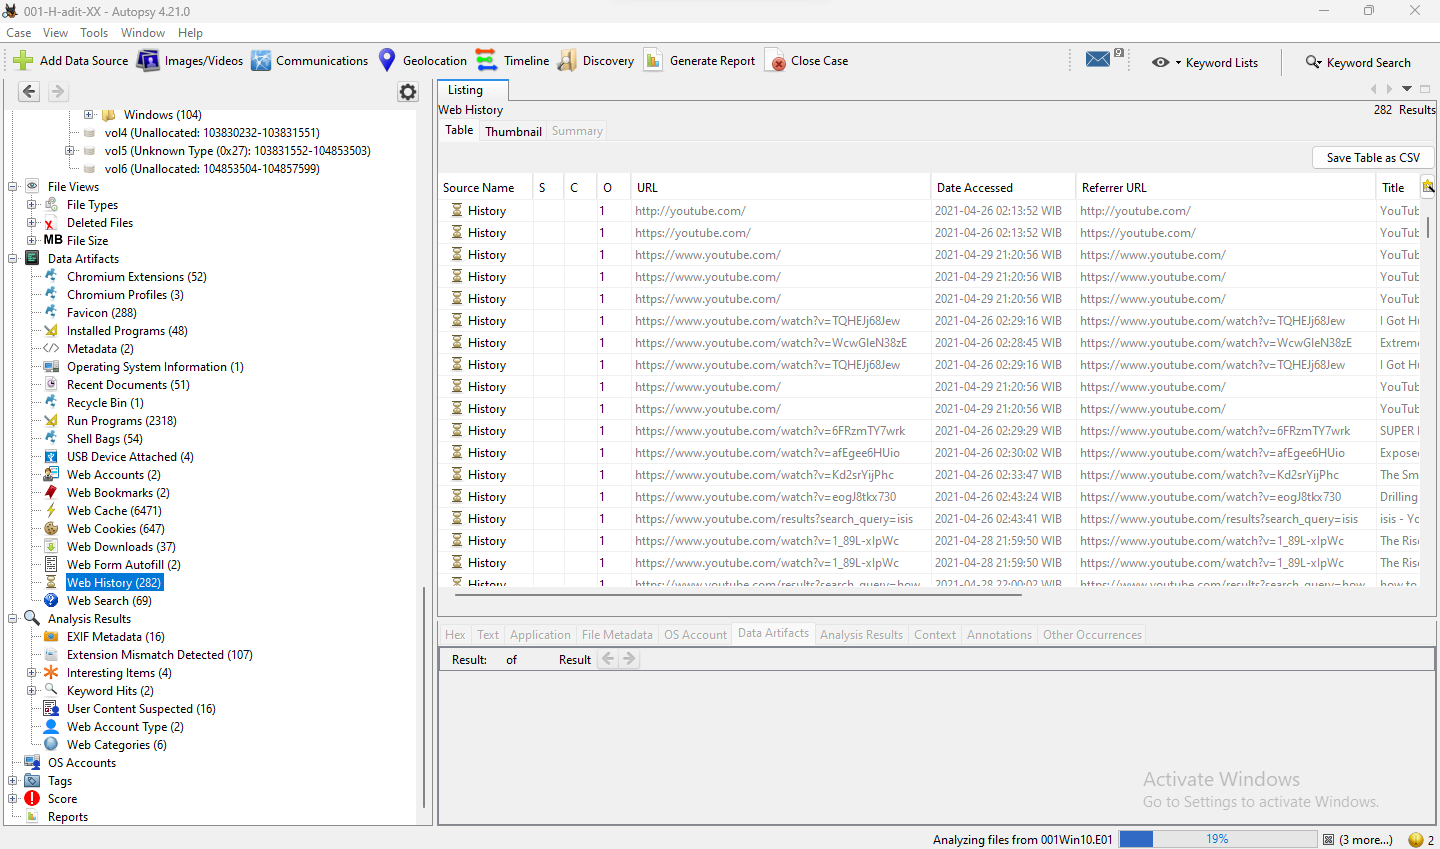 001-H-adit-XX - Autopsy 4.21.0
Case View Tools Window Help
Add Data Source Images/Videos Communications Geolocation Timeline Discovery Generate Report Close Case 9 Keyword Lists Keyword Search
Windows (104)
vol4 (Unallocated: 103830232-103831551)
vol5 (Unknown Type (0x27): 103831552-104853503)
vol6 (Unallocated: 104853504-104857599)
File Views
File Types
Deleted Files
MB File Size
Data Artifacts
Chromium Extensions (52)
Chromium Profiles (3)
Favicon (288)
Installed Programs (48)
Metadata (2)
Operating System Information (1)
Recent Documents (51)
Recycle Bin (1)
Run Programs (2318)
Shell Bags (54)
USB Device Attached (4)
Web Accounts (2)
Web Bookmarks (2)
Web Cache (6471)
Web Cookies (647)
Web Downloads (37)
Web Form Autofill (2)
Web History (282)
Web Search (69)
Analysis Results
EXIF Metadata (16)
Extension Mismatch Detected (107)
Interesting Items (4)
Keyword Hits (2)
User Content Suspected (16)
Web Account Type (2)
Web Categories (6)
OS Accounts
Tags
Score
Reports
Listing
Web History 282 Results
Table Thumbnail Summary
Save Table as CSV
Source Name S C O URL Date Accessed Referrer URL Title
History 1 http://youtube.com/ 2021-04-26 02:13:52 WIB http://youtube.com/ YouTub
History 1 https://youtube.com/ 2021-04-26 02:13:52 WIB https://youtube.com/ YouTub
History 1 https://www.youtube.com/ 2021-04-29 21:20:56 WIB https://www.youtube.com/ YouTub
History 1 https://www.youtube.com/ 2021-04-29 21:20:56 WIB https://www.youtube.com/ YouTub
History 1 https://www.youtube.com/ 2021-04-29 21:20:56 WIB https://www.youtube.com/ YouTub
History 1 https://www.youtube.com/watch?v=TQHEJj68Jew 2021-04-26 02:29:16 WIB https://www.youtube.com/watch?v=TQHEJj68Jew I Got Hu
History 1 https://www.youtube.com/watch?v=WcwGleN38zE 2021-04-26 02:28:45 WIB https://www.youtube.com/watch?v=WcwGleN38zE Extrem
History 1 https://www.youtube.com/watch?v=TQHEJj68Jew 2021-04-26 02:29:16 WIB https://www.youtube.com/watch?v=TQHEJj68Jew I Got Hu
History 1 https://www.youtube.com/ 2021-04-29 21:20:56 WIB https://www.youtube.com/ YouTub
History 1 https://www.youtube.com/ 2021-04-29 21:20:56 WIB https://www.youtube.com/ YouTub
History 1 https://www.youtube.com/watch?v=6FRzmTY7wrk 2021-04-26 02:29:29 WIB https://www.youtube.com/watch?v=6FRzmTY7wrk SUPER
History 1 https://www.youtube.com/watch?v=afEgee6HUio 2021-04-26 02:30:02 WIB https://www.youtube.com/watch?v=afEgee6HUio Expose
History 1 https://www.youtube.com/watch?v=Kd2srYijPhc 2021-04-26 02:33:47 WIB https://www.youtube.com/watch?v=Kd2srYijPhc The Sm
History 1 https://www.youtube.com/watch?v=eogJ8tkx730 2021-04-26 02:43:24 WIB https://www.youtube.com/watch?v=eogJ8tkx730 Drilling
History 1 https://www.youtube.com/results?search_query=isis 2021-04-26 02:43:41 WIB https://www.youtube.com/results?search_query=isis isis - Yo
History 1 https://www.youtube.com/watch?v=1_89L-xlpWc 2021-04-28 21:59:50 WIB https://www.youtube.com/watch?v=1_89L-xlpWc The Ris
History 1 https://www.youtube.com/watch?v=1_89L-xlpWc 2021-04-28 21:59:50 WIB https://www.youtube.com/watch?v=1_89L-xlpWc The Ris
History 1 https://www.youtube.com/results?search_query=how 2021-04-28 22:00:02 WIB https://www.youtube.com/results?search_query=how how to
Hex Text Application File Metadata OS Account Data Artifacts Analysis Results Context Annotations Other Occurrences
Result: of Result
Activate Windows
Go to Settings to activate Windows.
Analyzing files from 001Win10.E01 19% (3 more...) 2